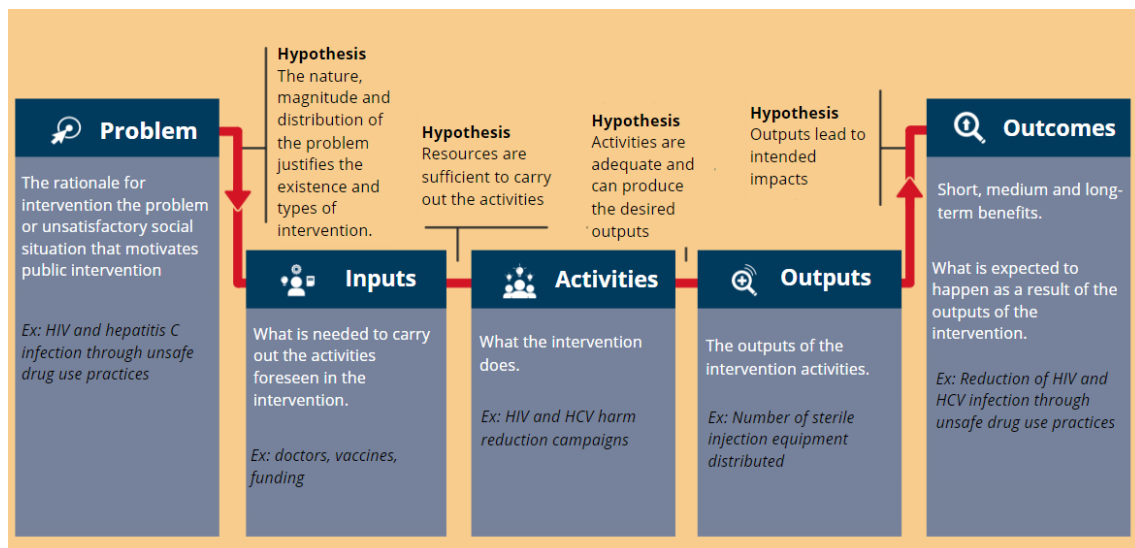 Problem
The rationale for
intervention the problem
or unsatisfactory social
situation that motivates
public intervention
Ex: HIV and hepatitis C
infection through unsafe
drug use practices
Hypothesis
The nature,
magnitude and
distribution of
the problem
justifies the
existence and
types of
intervention.
Inputs
What is needed to carry
out the activities
foreseen in the
intervention.
Ex: doctors, vaccines,
funding
Hypothesis
Resources are
sufficient to carry
out the activities
Activities
What the intervention
does.
Ex: HIV and HCV harm
reduction campaigns
Hypothesis
Activities are
adequate and
can produce
the desired
outputs
Outputs
The outputs of the
intervention activities.
Ex: Number of sterile
injection equipment
distributed
Hypothesis
Outputs lead to
intended
impacts
Outcomes
Short, medium and long-
term benefits.
What is expected to
happen as a result of the
outputs of the
intervention.
Ex: Reduction of HIV and
HCV infection through
unsafe drug use practices